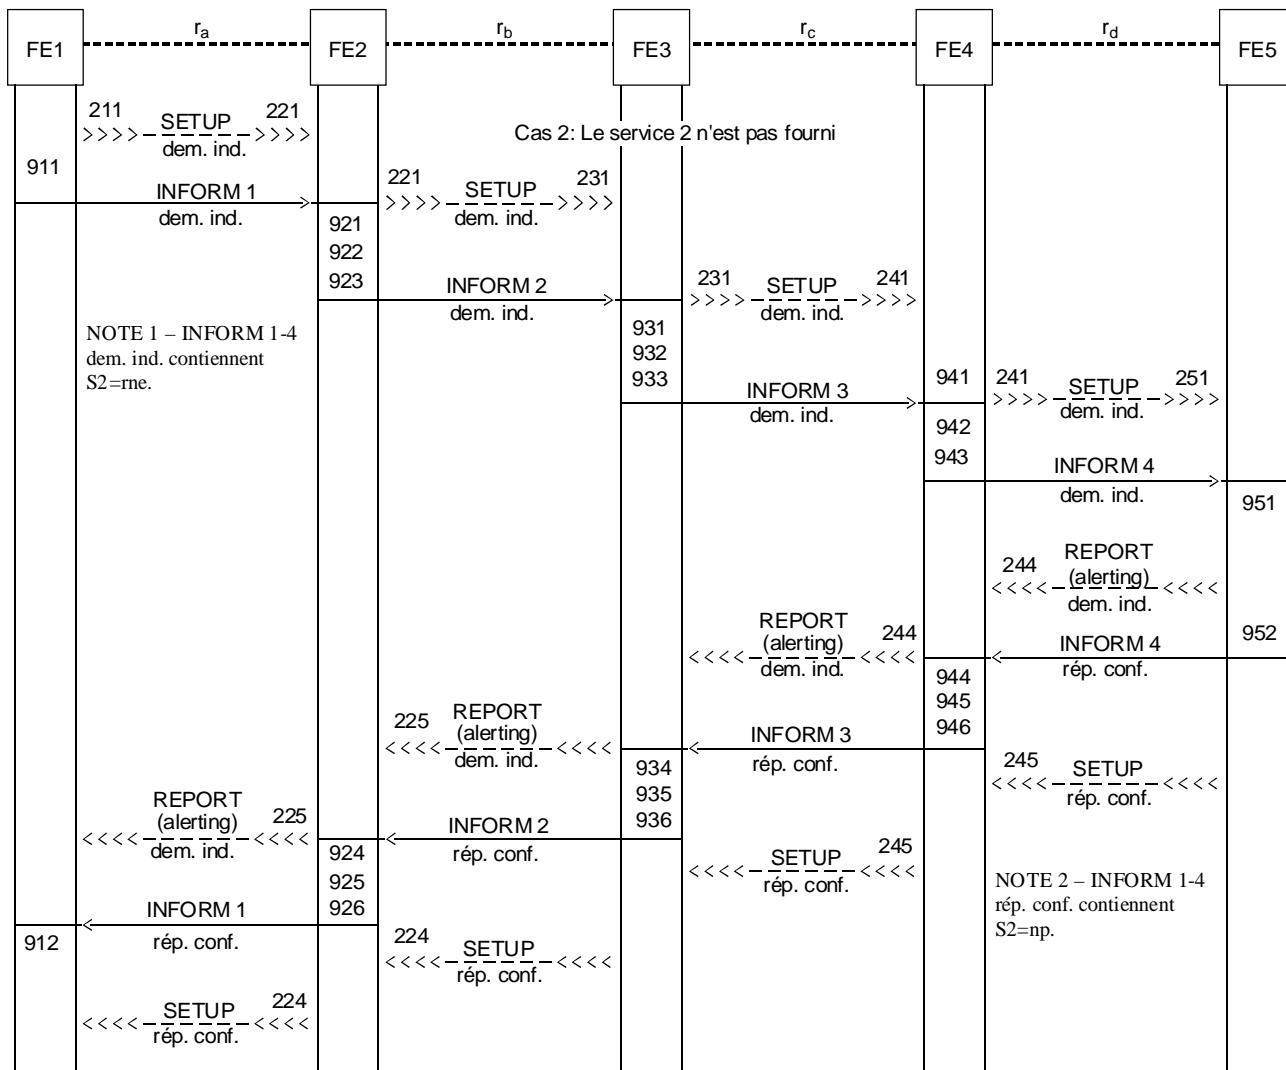 r_a r_b r_c r_d
FE1 FE2 FE3 FE4 FE5
211 SETUP 221
dem. ind.
Cas 2: Le service 2 n'est pas fourni
911
INFORM 1
dem. ind.
221 SETUP 231
dem. ind.
921
922
923
INFORM 2
dem. ind.
231 SETUP 241
dem. ind.
NOTE 1 – INFORM 1-4
dem. ind. contiennent
S2=rne.
931
932
933
INFORM 3
dem. ind.
941
241 SETUP 251
dem. ind.
942
943
INFORM 4
dem. ind.
951
REPORT
244 (alerting)
dem. ind.
952
INFORM 4
rép. conf.
REPORT
(alerting) 244
dem. ind.
944
945
946
INFORM 3
rép. conf.
REPORT
225 (alerting)
dem. ind.
245 SETUP
rép. conf.
934
935
936
INFORM 2
rép. conf.
REPORT
(alerting) 225
dem. ind.
SETUP 245
rép. conf.
924
925
926
NOTE 2 – INFORM 1-4
rép. conf. contiennent
S2=np.
INFORM 1
rép. conf.
912
224 SETUP
rép. conf.
SETUP 224
rép. conf.